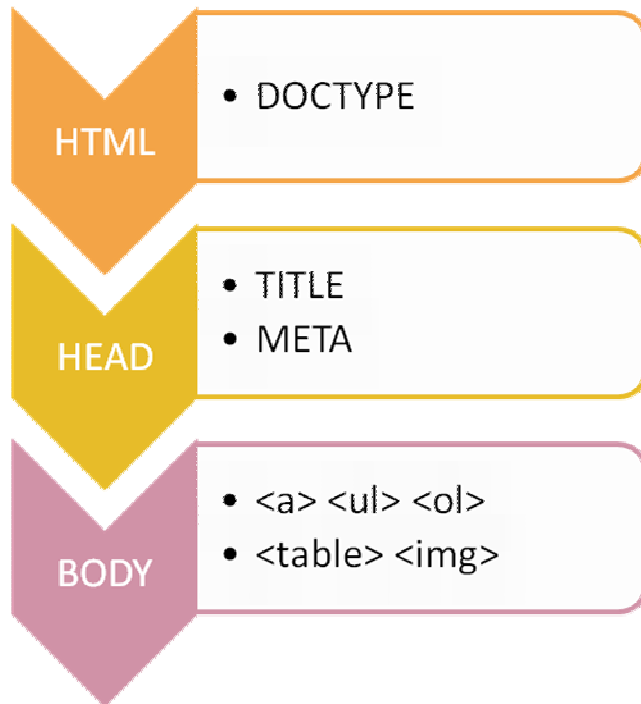 HTML
• DOCTYPE
HEAD
• TITLE
• META
BODY
• <a> <ul> <ol>
• <table> <img>